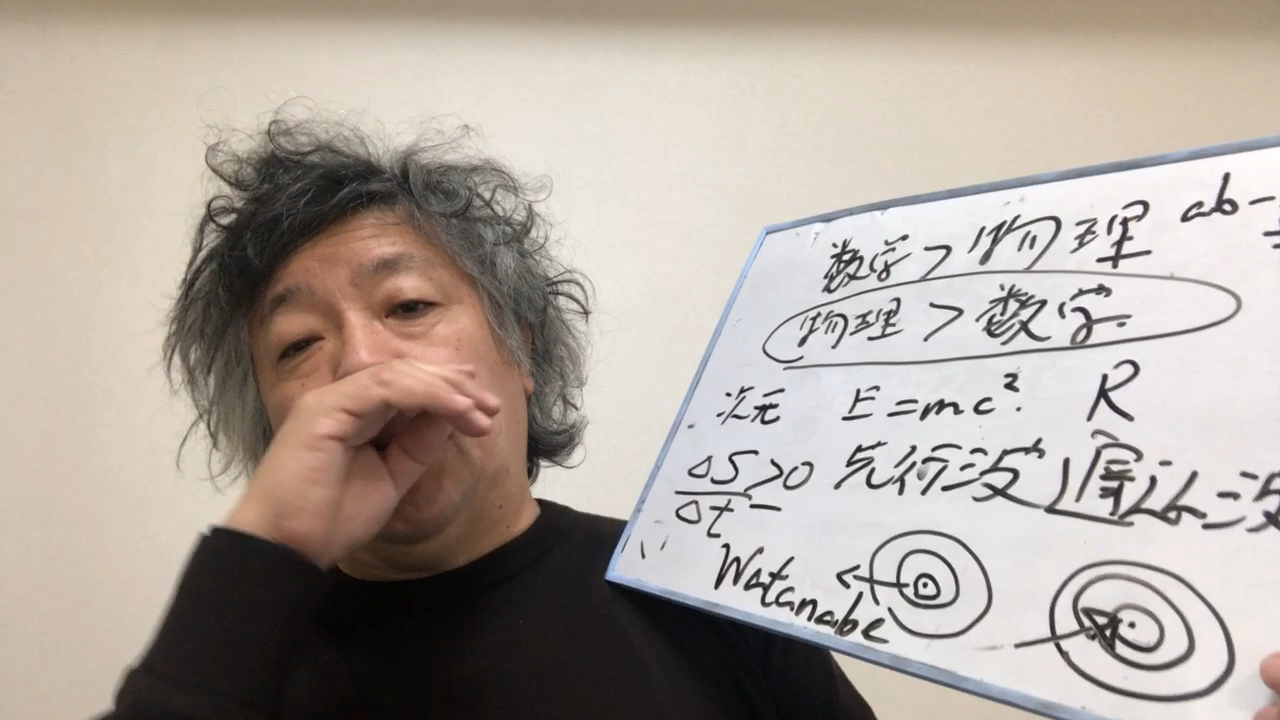 数学 > 物理 ab-
物理 > 数学
次元 E=mc². R
ΔS/Δt ≥ 0 先行波 遅延波
Watanabe